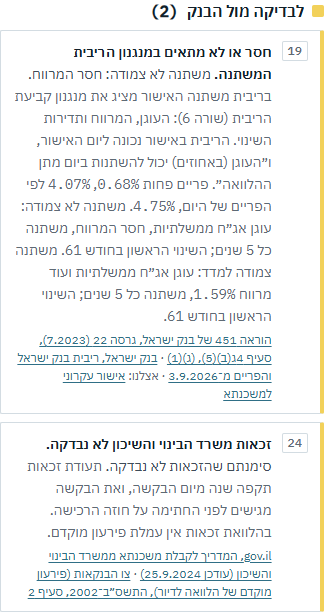 לבדיקה מול הבנק (2)
19
חסר או לא מתאים במנגנון הריבית
המשתנה. משתנה לא צמודה: חסר המרווח.
בריבית משתנה האישור מציג את מנגנון קביעת
הריבית (שורה 6): העוגן, המרווח ותדירות
השינוי. הריבית באישור נכונה ליום האישור,
ו״העוגן (באחוזים) יכול להשתנות ביום מתן
ההלוואה״. פריים פחות 0.68%, 4.07% לפי
הפריים של היום, 4.75%. משתנה לא צמודה:
עוגן אג״ח ממשלתיות, חסר המרווח, משתנה
כל 5 שנים; השינוי הראשון בחודש 61. משתנה
צמודה למדד: עוגן אג״ח ממשלתיות ועוד
מרווח 1.59%, משתנה כל 5 שנים; השינוי
הראשון בחודש 61.
הוראה 451 של בנק ישראל, גרסה 22 (7.2023),
סעיף 4ג(ב)(5), (ג)(1) · בנק ישראל, ריבית בנק ישראל
והפריים מ־3.9.2026 · אצלנו: אישור עקרוני
למשכנתא
24
זכאות משרד הבינוי והשיכון לא נבדקה.
סימנתם שהזכאות לא נבדקה. תעודת זכאות
תקפה שנה מיום הבקשה, ואת הבקשה
מגישים לפני החתימה על חוזה הרכישה.
בהלוואת זכאות אין עמלת פירעון מוקדם.
gov.il, המדריך לקבלת משכנתא ממשרד הבינוי
והשיכון (עודכן 25.9.2024) · צו הבנקאות (פירעון
מוקדם של הלוואה לדיור), התשס״ב־2002, סעיף 2